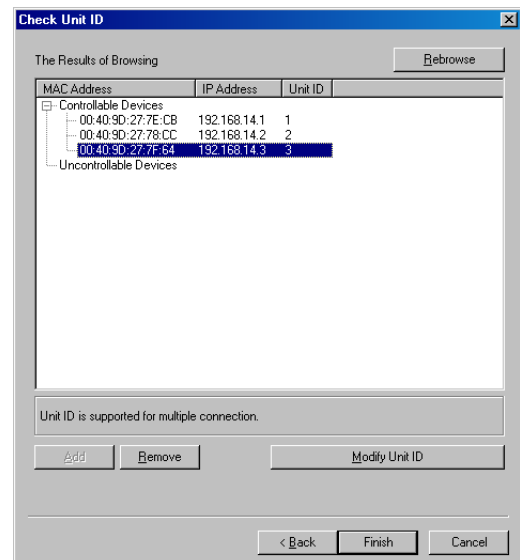 Check Unit ID
The Results of Browsing Rebrowse
MAC Address IP Address Unit ID
Controllable Devices
00:40:9D:27:7E:CB 192.168.14.1 1
00:40:9D:27:78:CC 192.168.14.2 2
00:40:9D:27:7F:64 192.168.14.3 3
Uncontrollable Devices
Unit ID is supported for multiple connection.
Add Remove Modify Unit ID
< Back Finish Cancel